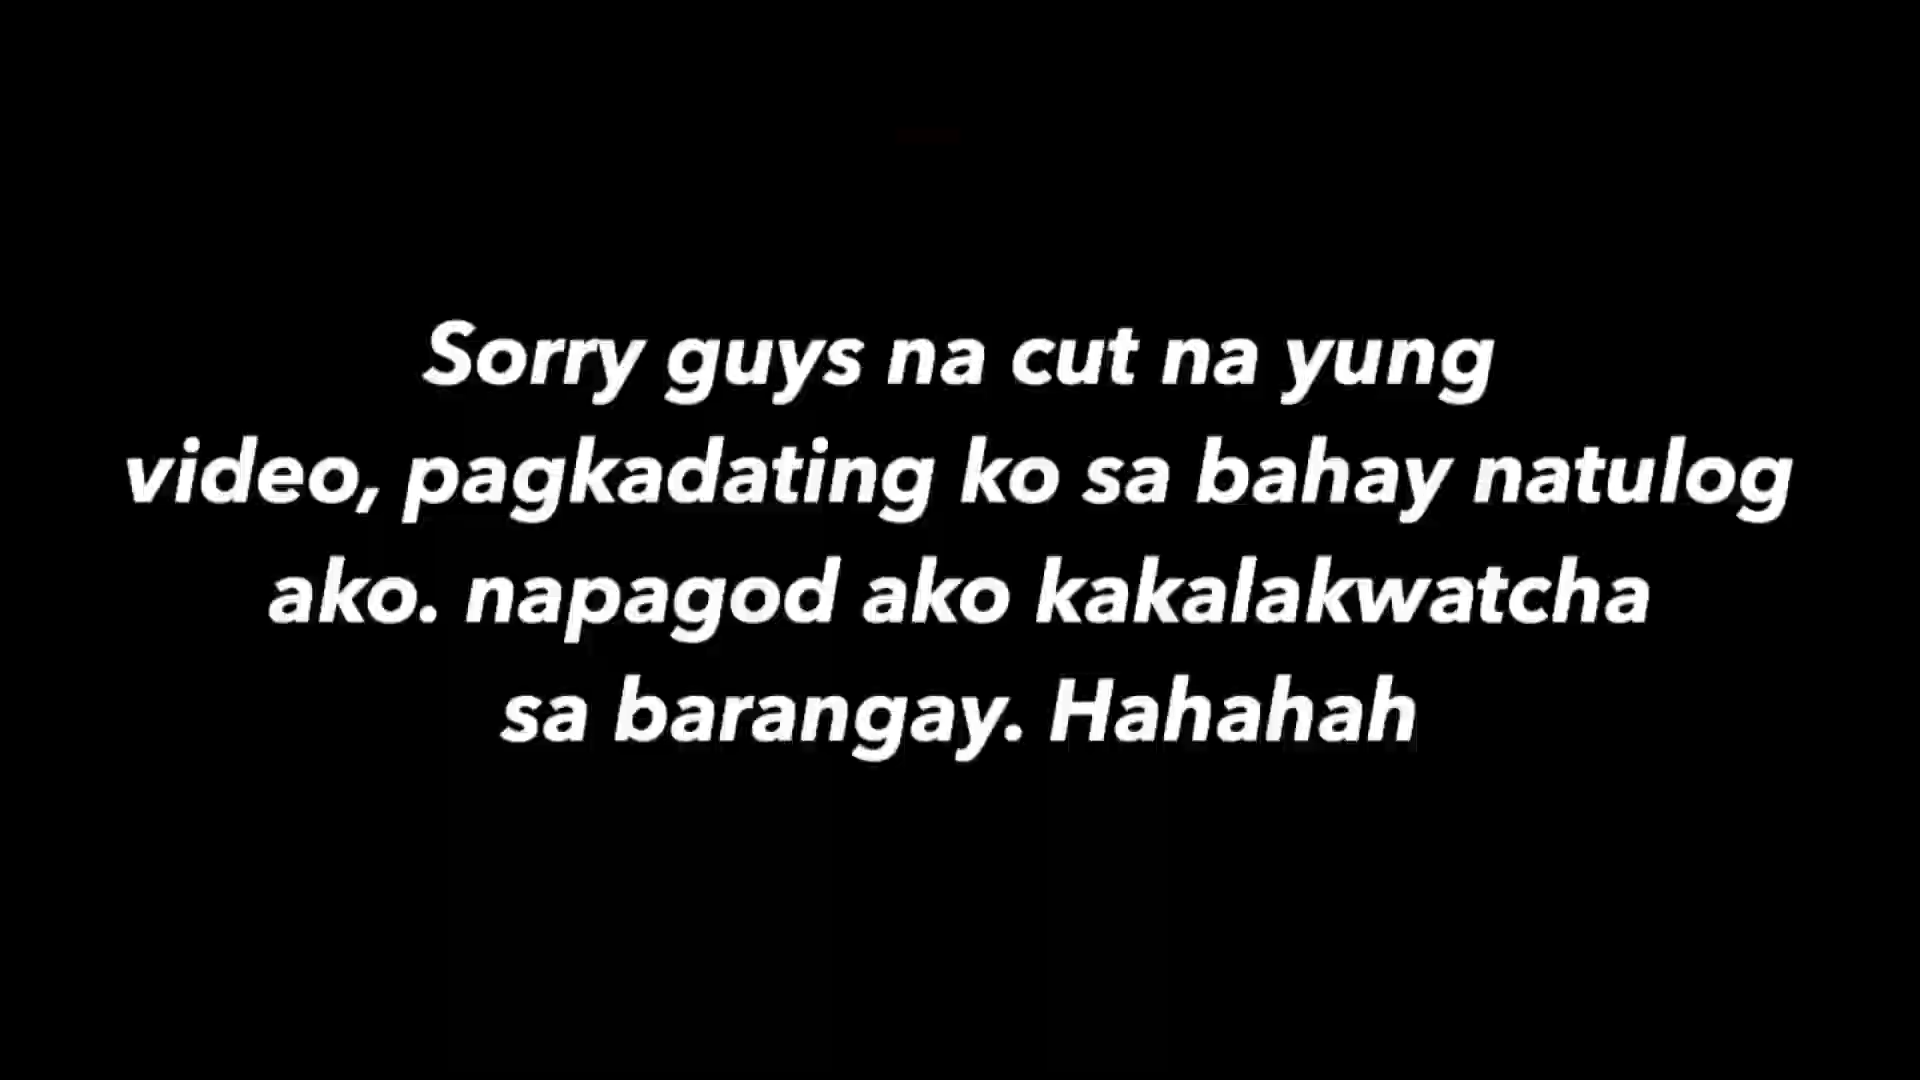 Sorry guys na cut na yung
video, pagkadating ko sa bahay natulog
ako. napagod ako kakalakwatcha
sa barangay. Hahahah